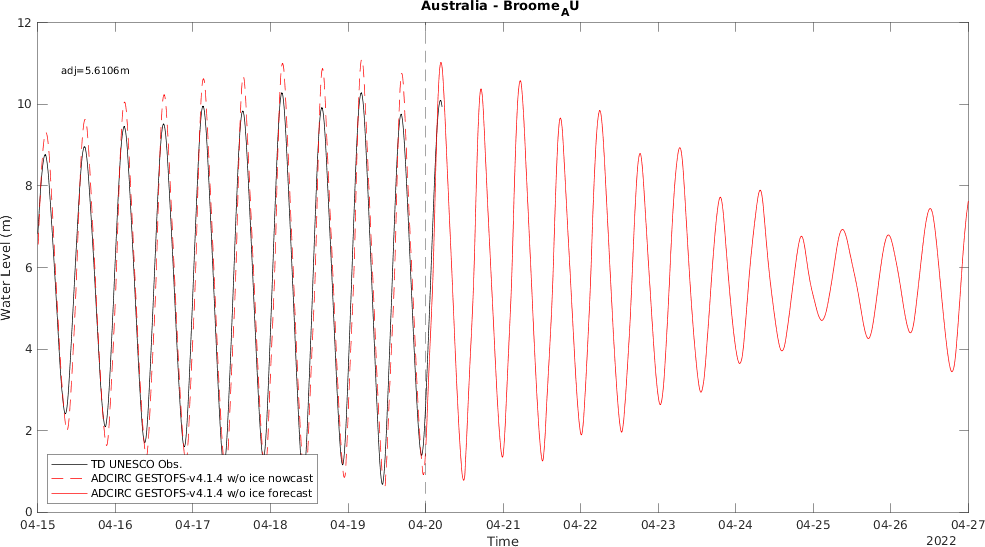 Australia - Broome_AU
12
10
8
6
4
2
0
Water Level (m)
adj=5.6106m
TD UNESCO Obs.
ADCIRC GESTOFS-v4.1.4 w/o ice nowcast
ADCIRC GESTOFS-v4.1.4 w/o ice forecast
04-15 04-16 04-17 04-18 04-19 04-20 04-21 04-22 04-23 04-24 04-25 04-26 04-27
Time
2022